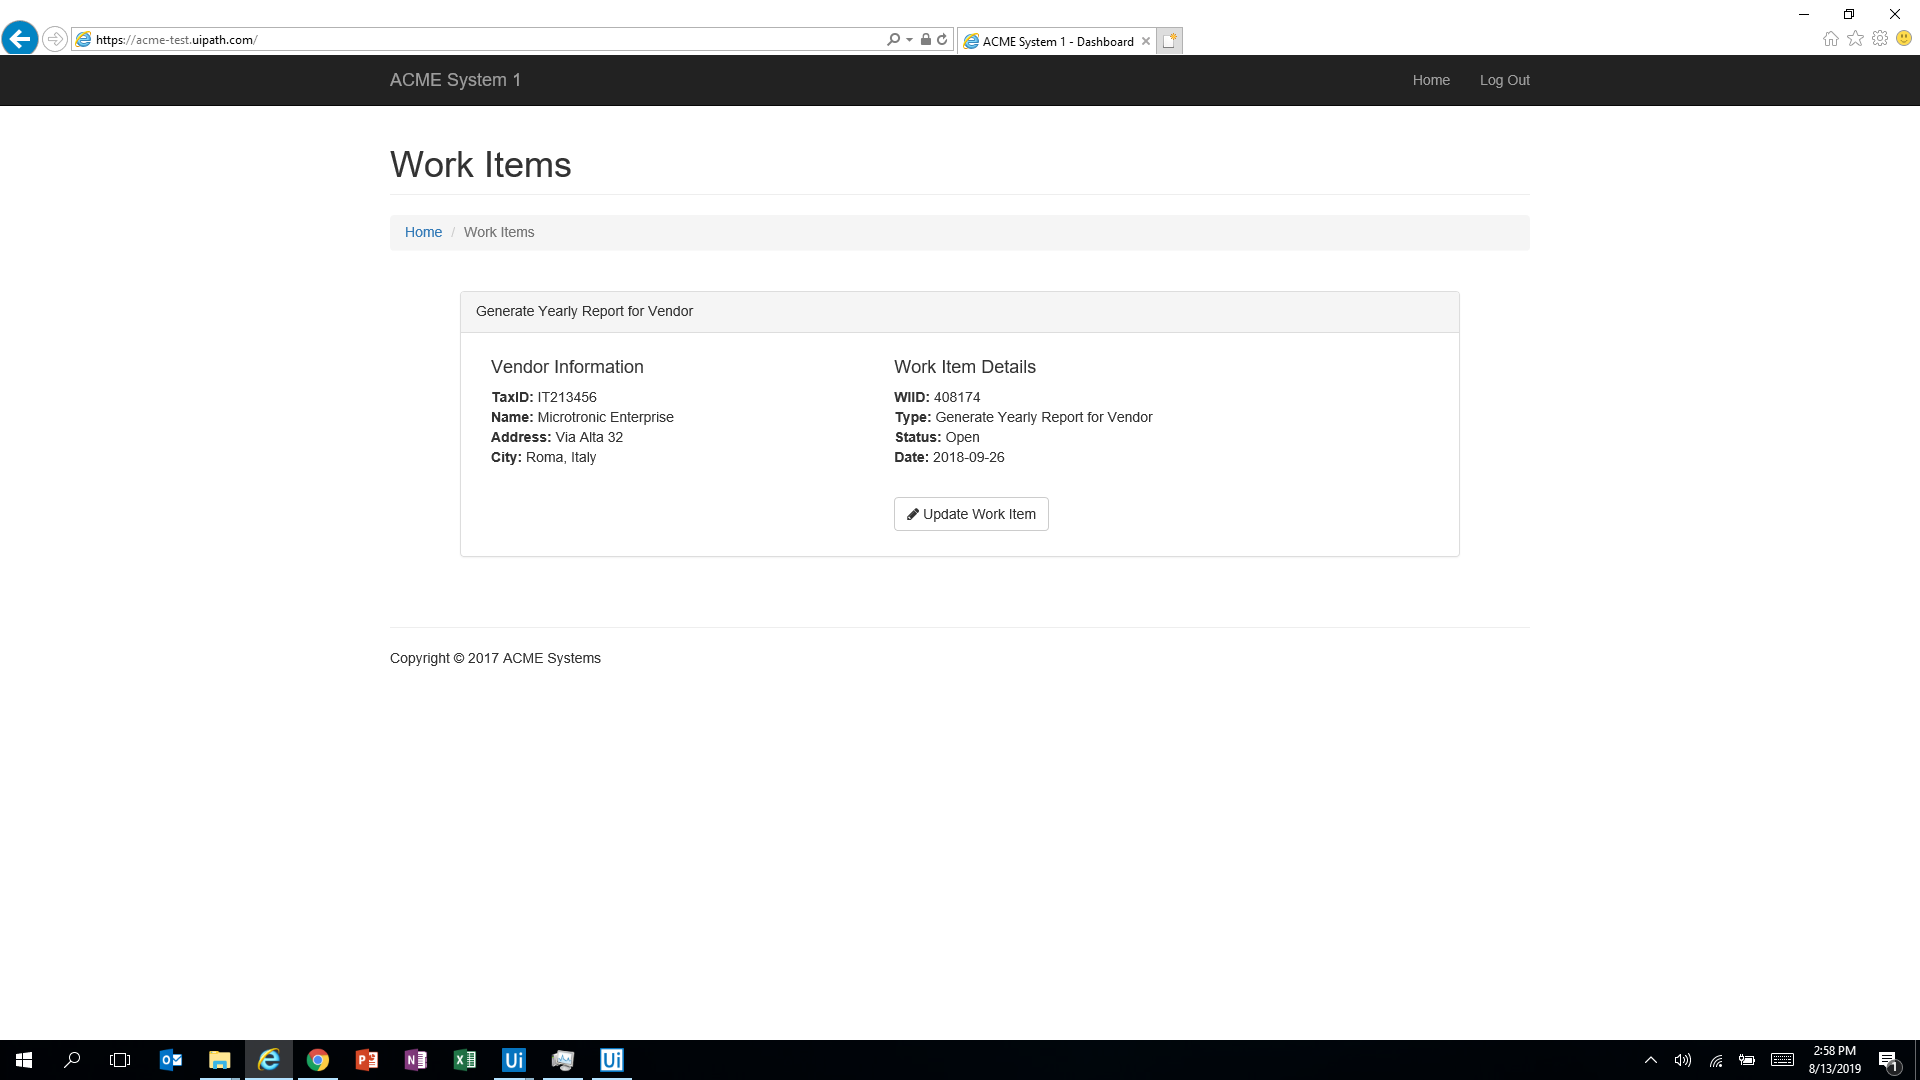 https://acme-test.uipath.com/
ACME System 1 - Dashboard
ACME System 1
Home
Log Out
Work Items
Home / Work Items
Generate Yearly Report for Vendor
Vendor Information
TaxID: IT213456
Name: Microtronic Enterprise
Address: Via Alta 32
City: Roma, Italy
Work Item Details
WIID: 408174
Type: Generate Yearly Report for Vendor
Status: Open
Date: 2018-09-26
Update Work Item
Copyright © 2017 ACME Systems
Ui
Ui
2:58 PM
8/13/2019
1